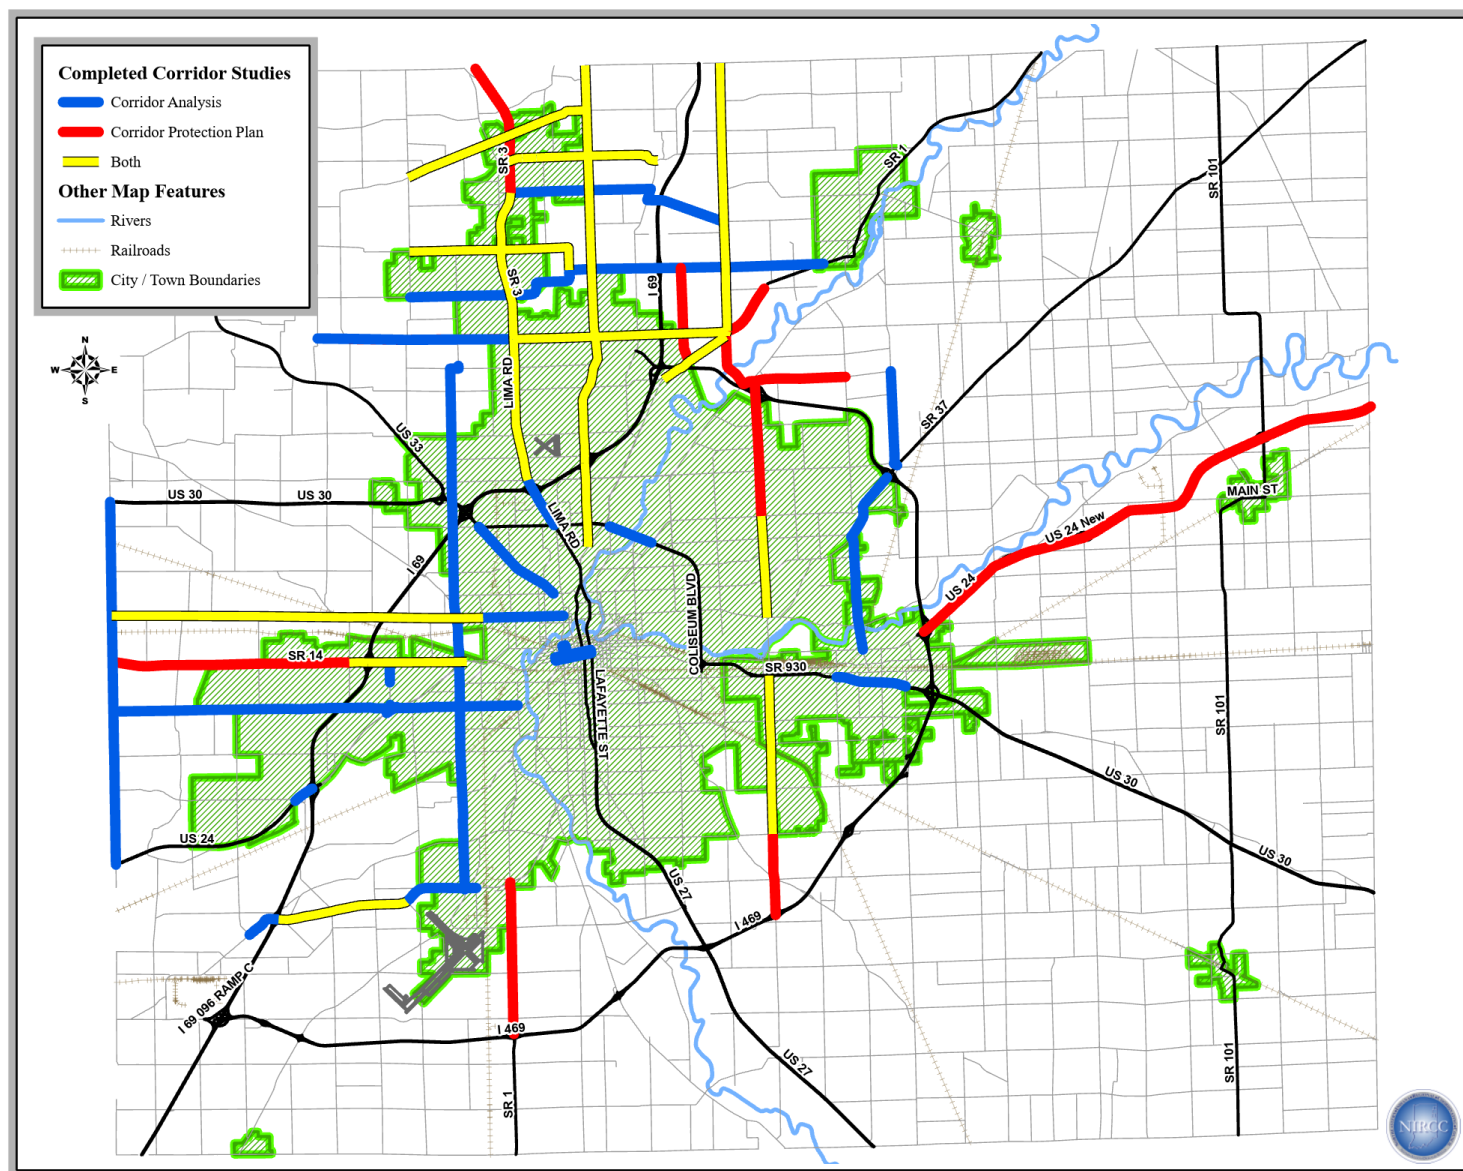 Completed Corridor Studies
Corridor Analysis
Corridor Protection Plan
Both
Other Map Features
Rivers
Railroads
City / Town Boundaries
N
W
E
S
SR 3
SR 1
SR 101
SR 3
I 69
LIMA RD
US 33
SR 37
US 30
US 30
MAIN ST
LIMA RD
US 24 New
I 69
US 24
COLISEUM BLVD
SR 14
SR 930
LAFAYETTE ST
SR 101
US 30
US 24
US 30
US 27
I 469
I 69 096 RAMP C
I 469
US 27
SR 101
SR 1
NIRCC